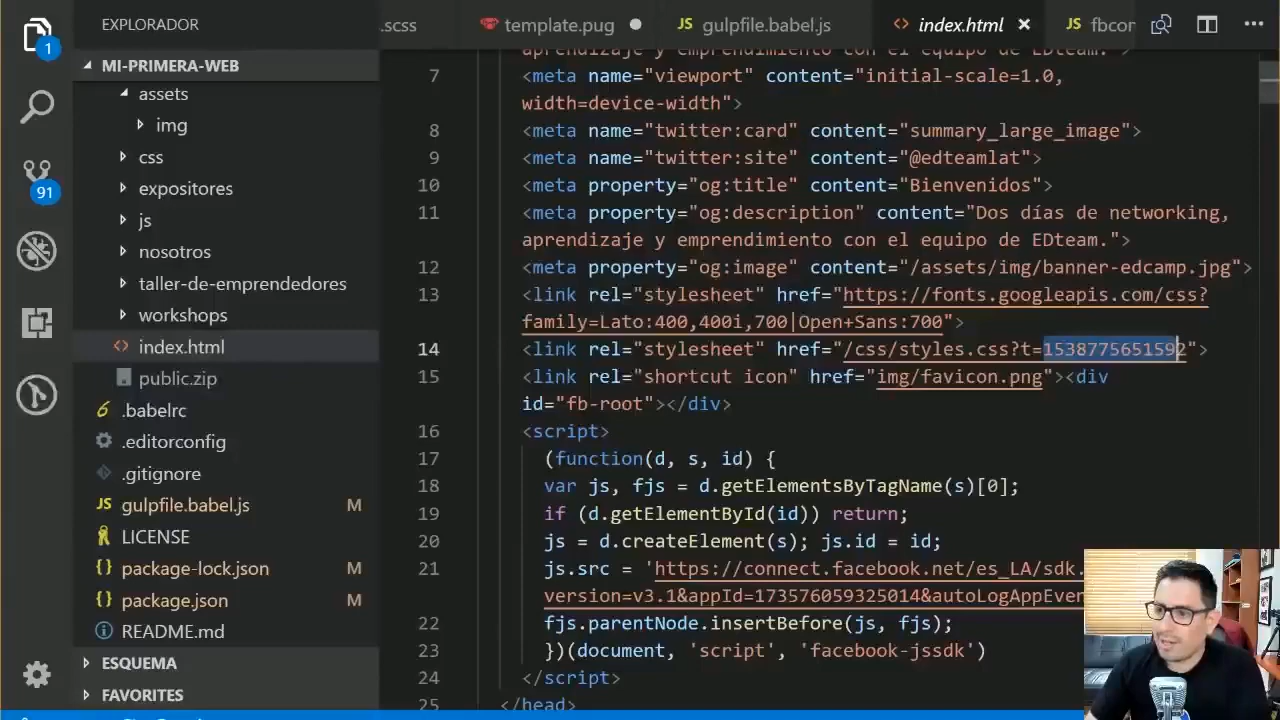 EXPLORADOR
.scss
template.pug
JS gulpfile.babel.js
<> index.html
JS
1
91
MI-PRIMERA-WEB
assets
img
css
expositores
js
nosotros
taller-de-emprendedores
workshops
<> index.html
public.zip
.babelrc
.editorconfig
.gitignore
JS gulpfile.babel.js M
LICENSE
{} package-lock.json M
{} package.json M
README.md
ESQUEMA
FAVORITES
7 <meta name="viewport" content="initial-scale=1.0,
width=device-width">
8 <meta name="twitter:card" content="summary_large_image">
9 <meta name="twitter:site" content="@edteamlat">
10 <meta property="og:title" content="Bienvenidos">
11 <meta property="og:description" content="Dos días de networking,
aprendizaje y emprendimiento con el equipo de EDteam.">
12 <meta property="og:image" content="/assets/img/banner-edcamp.jpg">
13 <link rel="stylesheet" href="https://fonts.googleapis.com/css?
family=Lato:400,400i,700|Open+Sans:700">
14 <link rel="stylesheet" href="/css/styles.css?t=1538775651592">
15 <link rel="shortcut icon" href="img/favicon.png"><div
id="fb-root"></div>
16 <script>
17 (function(d, s, id) {
18 var js, fjs = d.getElementsByTagName(s)[0];
19 if (d.getElementById(id)) return;
20 js = d.createElement(s); js.id = id;
21 js.src = 'https://connect.facebook.net/es_LA/sdk.
version=v3.1&appId=173576059325014&autoLogAppEven
22 fjs.parentNode.insertBefore(js, fjs);
23 })(document, 'script', 'facebook-jssdk')
24 </script>
25 </head>